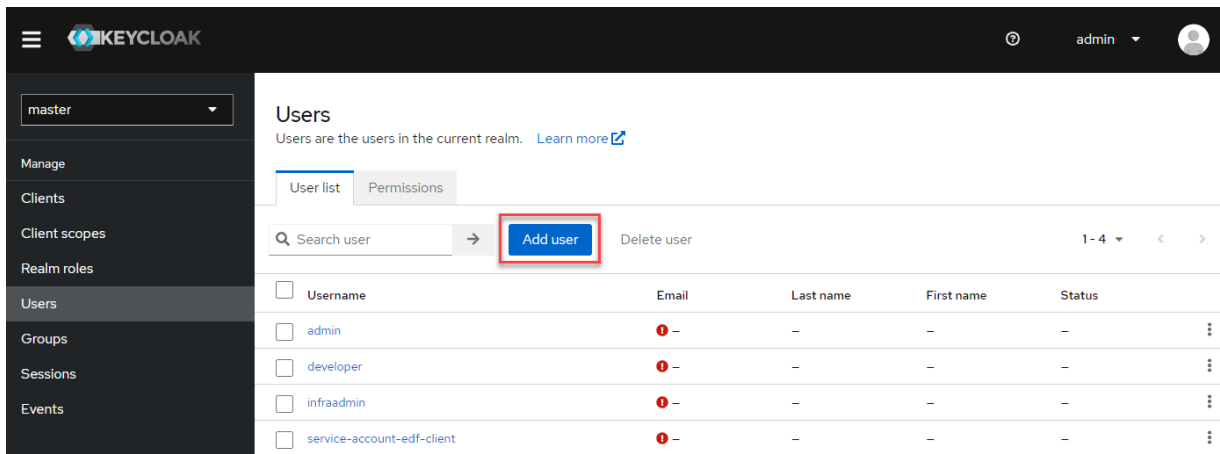 KEYCLOAK
admin
master
Manage
Clients
Client scopes
Realm roles
Users
Groups
Sessions
Events
Users
Users are the users in the current realm. Learn more
User list Permissions
Search user Add user Delete user 1 - 4
Username Email Last name First name Status
admin – – – –
developer – – – –
infraadmin – – – –
service-account-edf-client – – – –